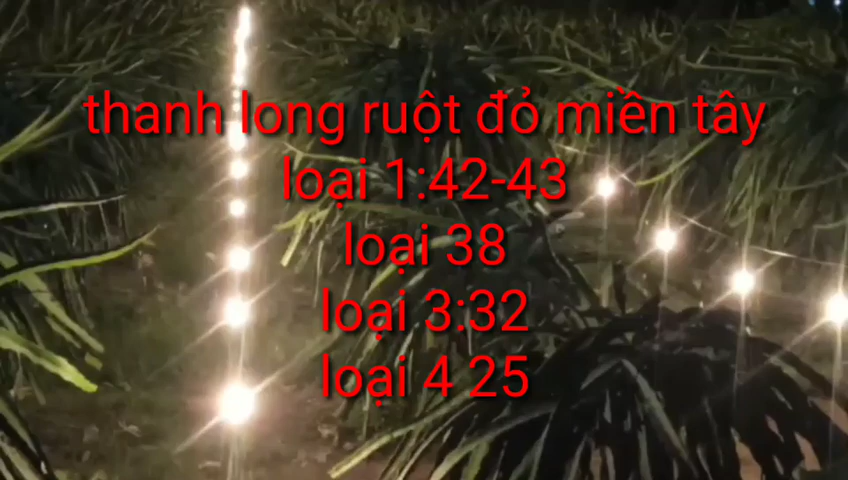 thanh long ruột đỏ miền tây
loại 1:42-43
loại 38
loại 3:32
loại 4 25